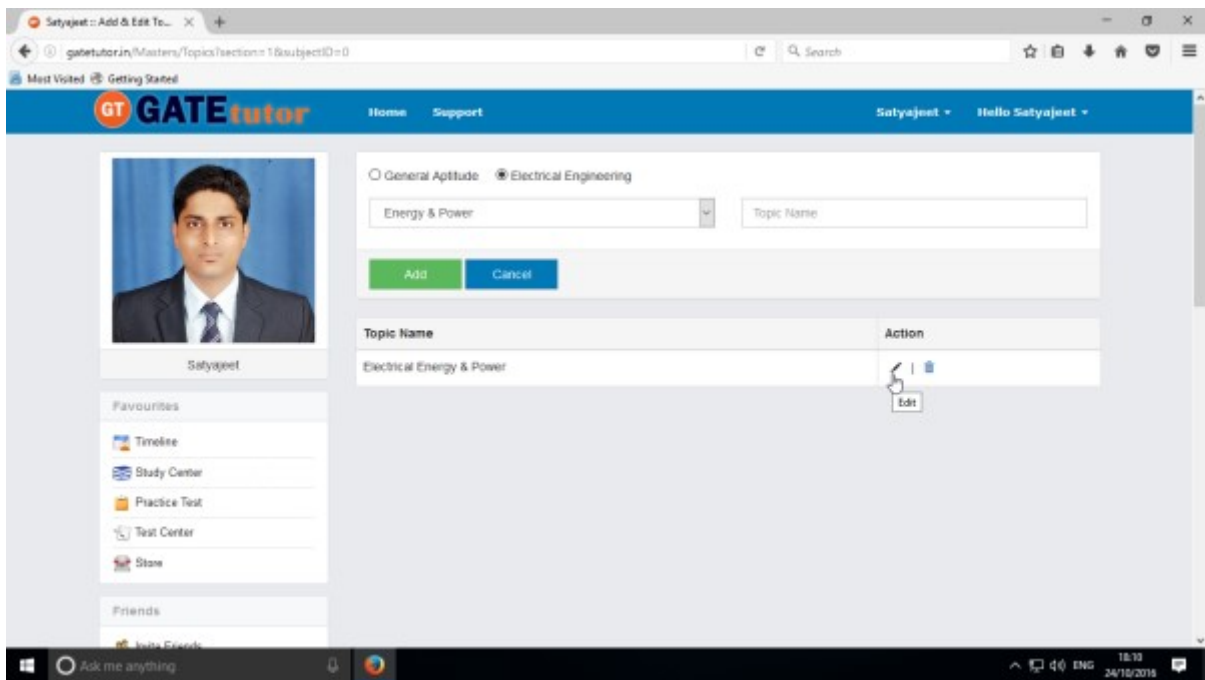 Satyajeet :: Add & Edit To...
gatetutor.in/Masters/Topics?section=1&subjectID=0
Search
Most Visited Getting Started
GT GATEtutor Home Support Satyajeet Hello Satyajeet
General Aptitude Electrical Engineering
Energy & Power Topic Name
Add Cancel
Topic Name Action
Electrical Energy & Power |
Edit
Satyajeet
Favourites
Timeline
Study Center
Practice Test
Test Center
Store
Friends
Invite Friends
Ask me anything ENG 18:10
24/10/2016